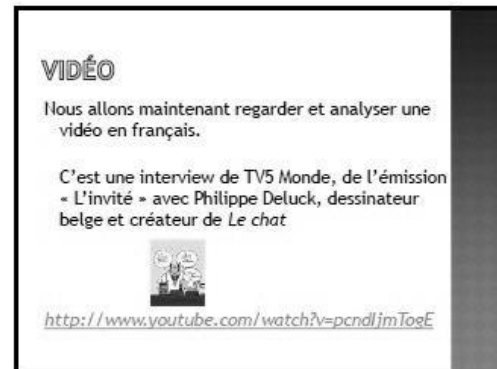 VIDÉO
Nous allons maintenant regarder et analyser une
vidéo en français.
C'est une interview de TV5 Monde, de l'émission
« L'invité » avec Philippe Deluck, dessinateur
belge et créateur de Le chat
http://www.youtube.com/watch?v=pcndIjmTogE